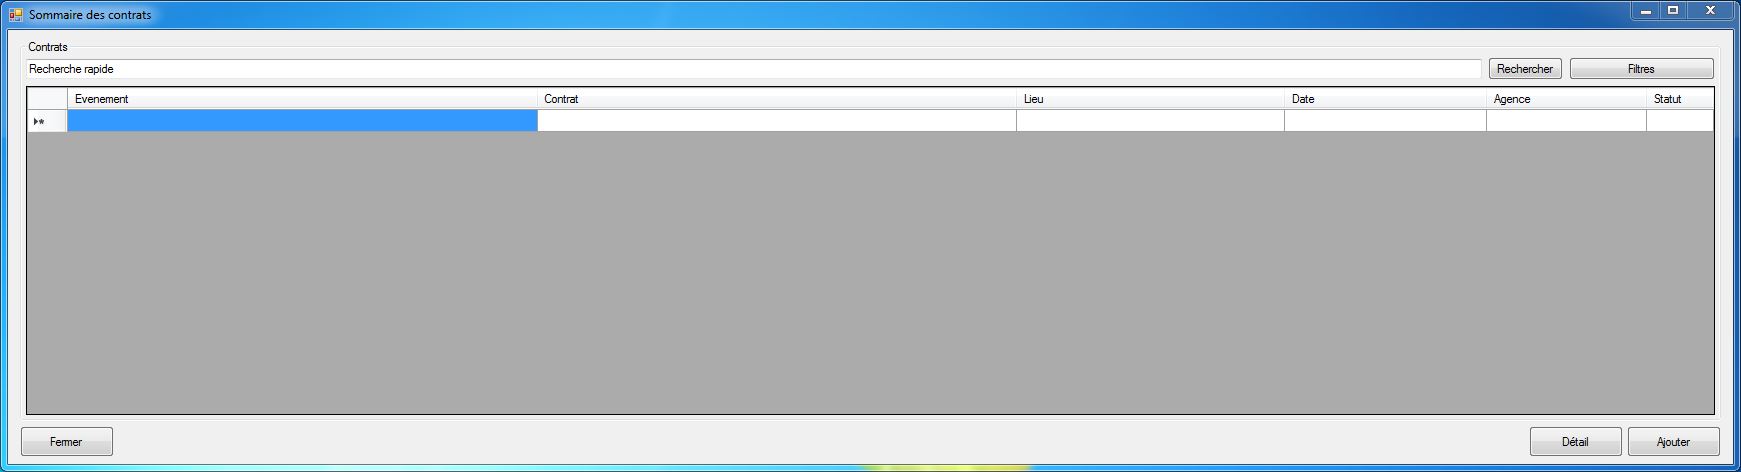 Sommaire des contrats
Contrats
Recherche rapide Rechercher Filtres
Evenement Contrat Lieu Date Agence Statut
Fermer Détail Ajouter